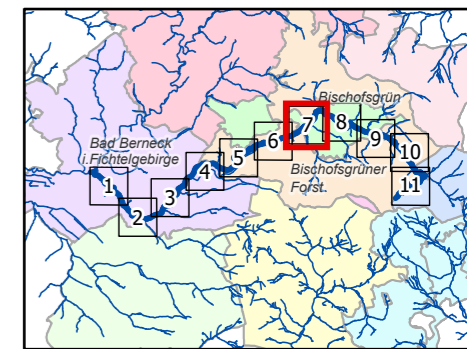 Bischofsgrün
7
8
9
Bad Berneck
i.Fichtelgebirge
6
5
10
4
Bischofsgrüner
Forst
1
3
11
2